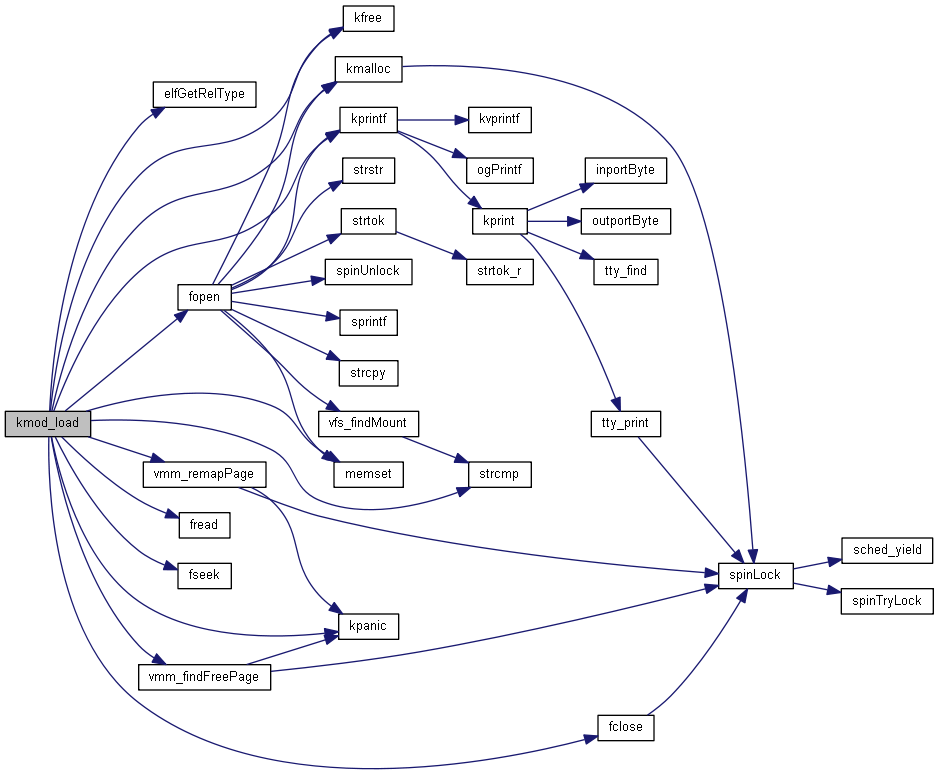 kfree
kmalloc
elfGetRelType
kprintf
kvprintf
strstr
ogPrintf
inportByte
strtok
kprint
outportByte
spinUnlock
strtok_r
tty_find
fopen
sprintf
strcpy
kmod_load
vfs_findMount
tty_print
vmm_remapPage
memset
strcmp
fread
sched_yield
fseek
spinLock
spinTryLock
kpanic
vmm_findFreePage
fclose